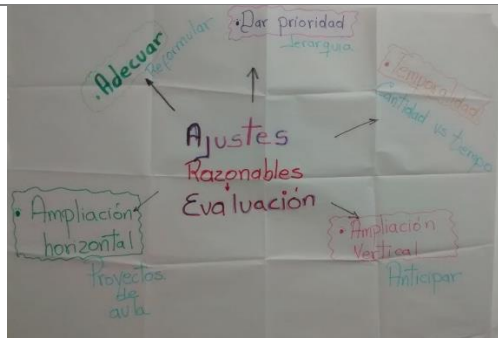 • Dar prioridad
Jerarquia
• Adecuar
Reformular
• Temporalidad
Cantidad vs tiempo
Ajustes
Razonables
Evaluación
• Ampliación
horizontal
Proyectos
de
aula
• Ampliación
Vertical
Anticipar